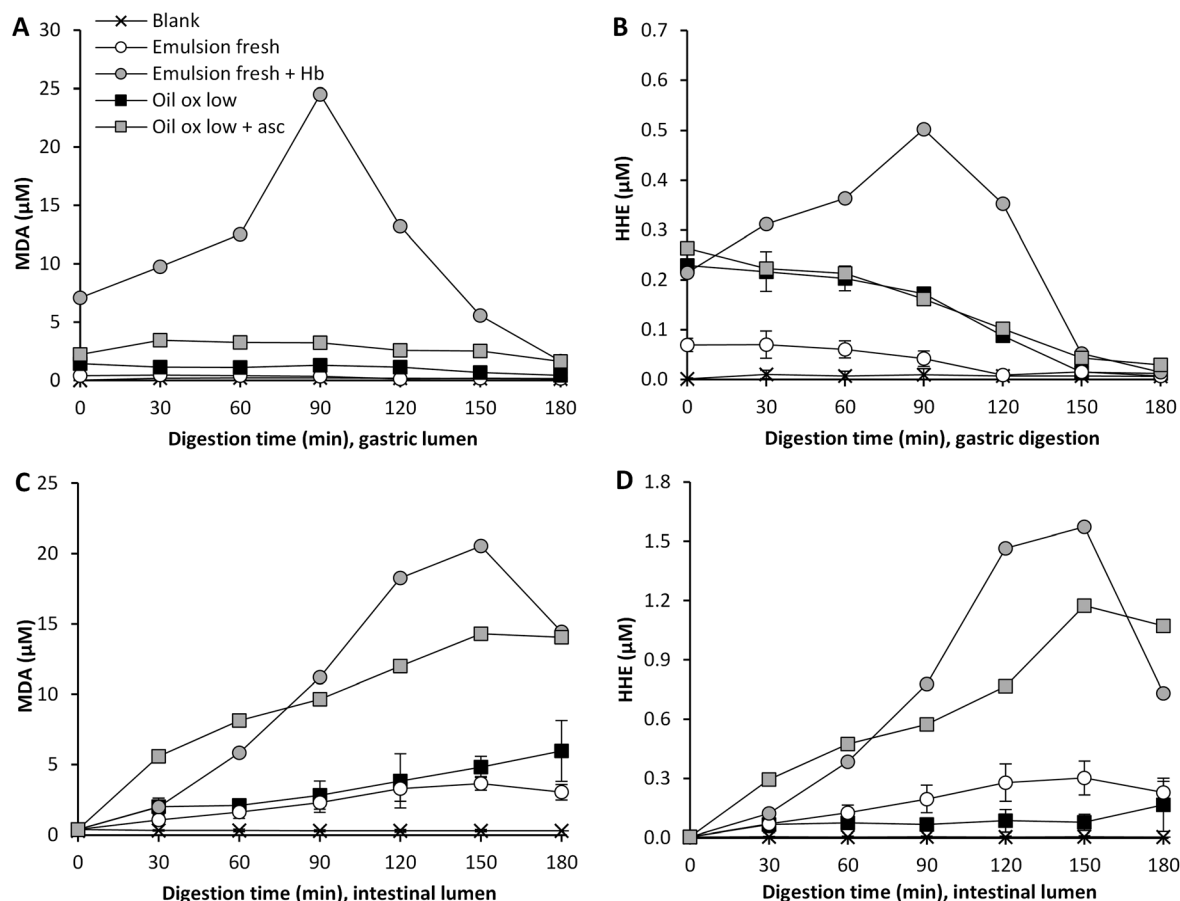 A
MDA (µM)
30
25
20
15
10
5
0
Blank
Emulsion fresh
Emulsion fresh + Hb
Oil ox low
Oil ox low + asc
0 30 60 90 120 150 180
Digestion time (min), gastric lumen
B
HHE (µM)
0.7
0.6
0.5
0.4
0.3
0.2
0.1
0.0
0 30 60 90 120 150 180
Digestion time (min), gastric digestion
C
MDA (µM)
25
20
15
10
5
0
0 30 60 90 120 150 180
Digestion time (min), intestinal lumen
D
HHE (µM)
1.8
1.5
1.2
0.9
0.6
0.3
0.0
0 30 60 90 120 150 180
Digestion time (min), intestinal lumen